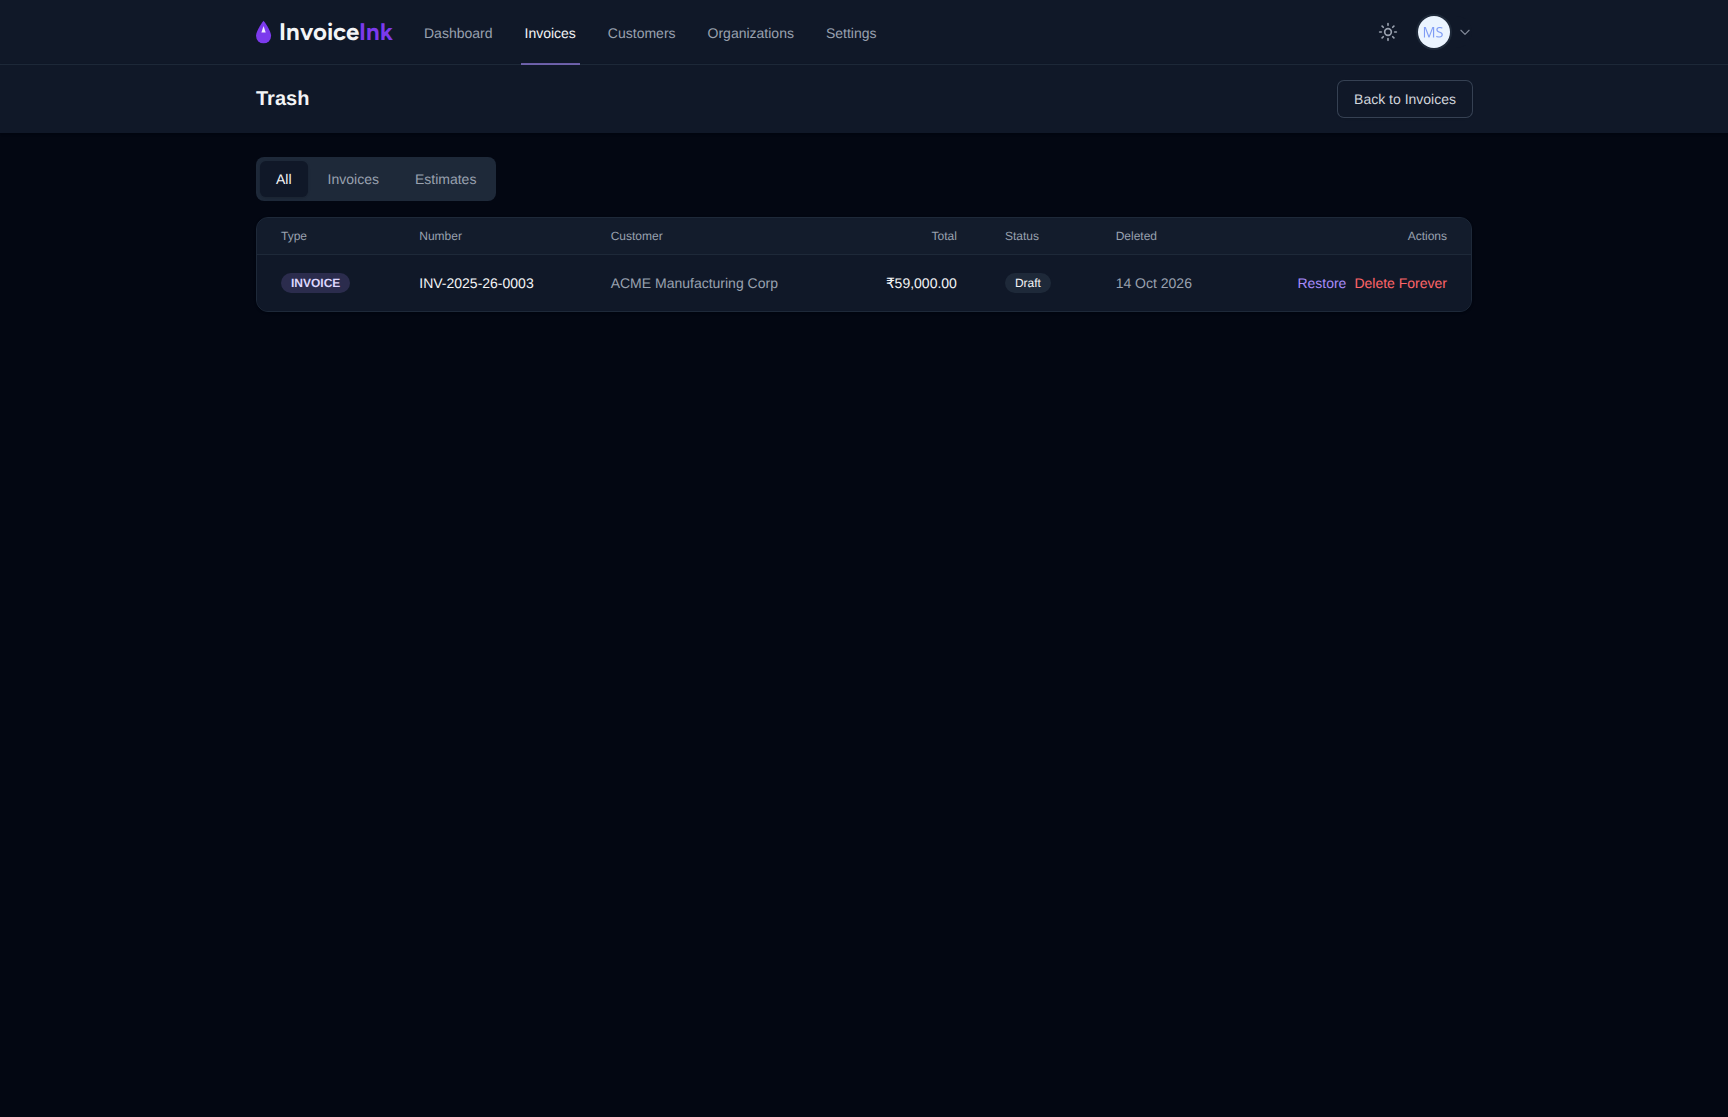 InvoiceInk Dashboard Invoices Customers Organizations Settings MS
Trash Back to Invoices
All Invoices Estimates
Type Number Customer Total Status Deleted Actions
INVOICE INV-2025-26-0003 ACME Manufacturing Corp ₹59,000.00 Draft 14 Oct 2026 Restore Delete Forever